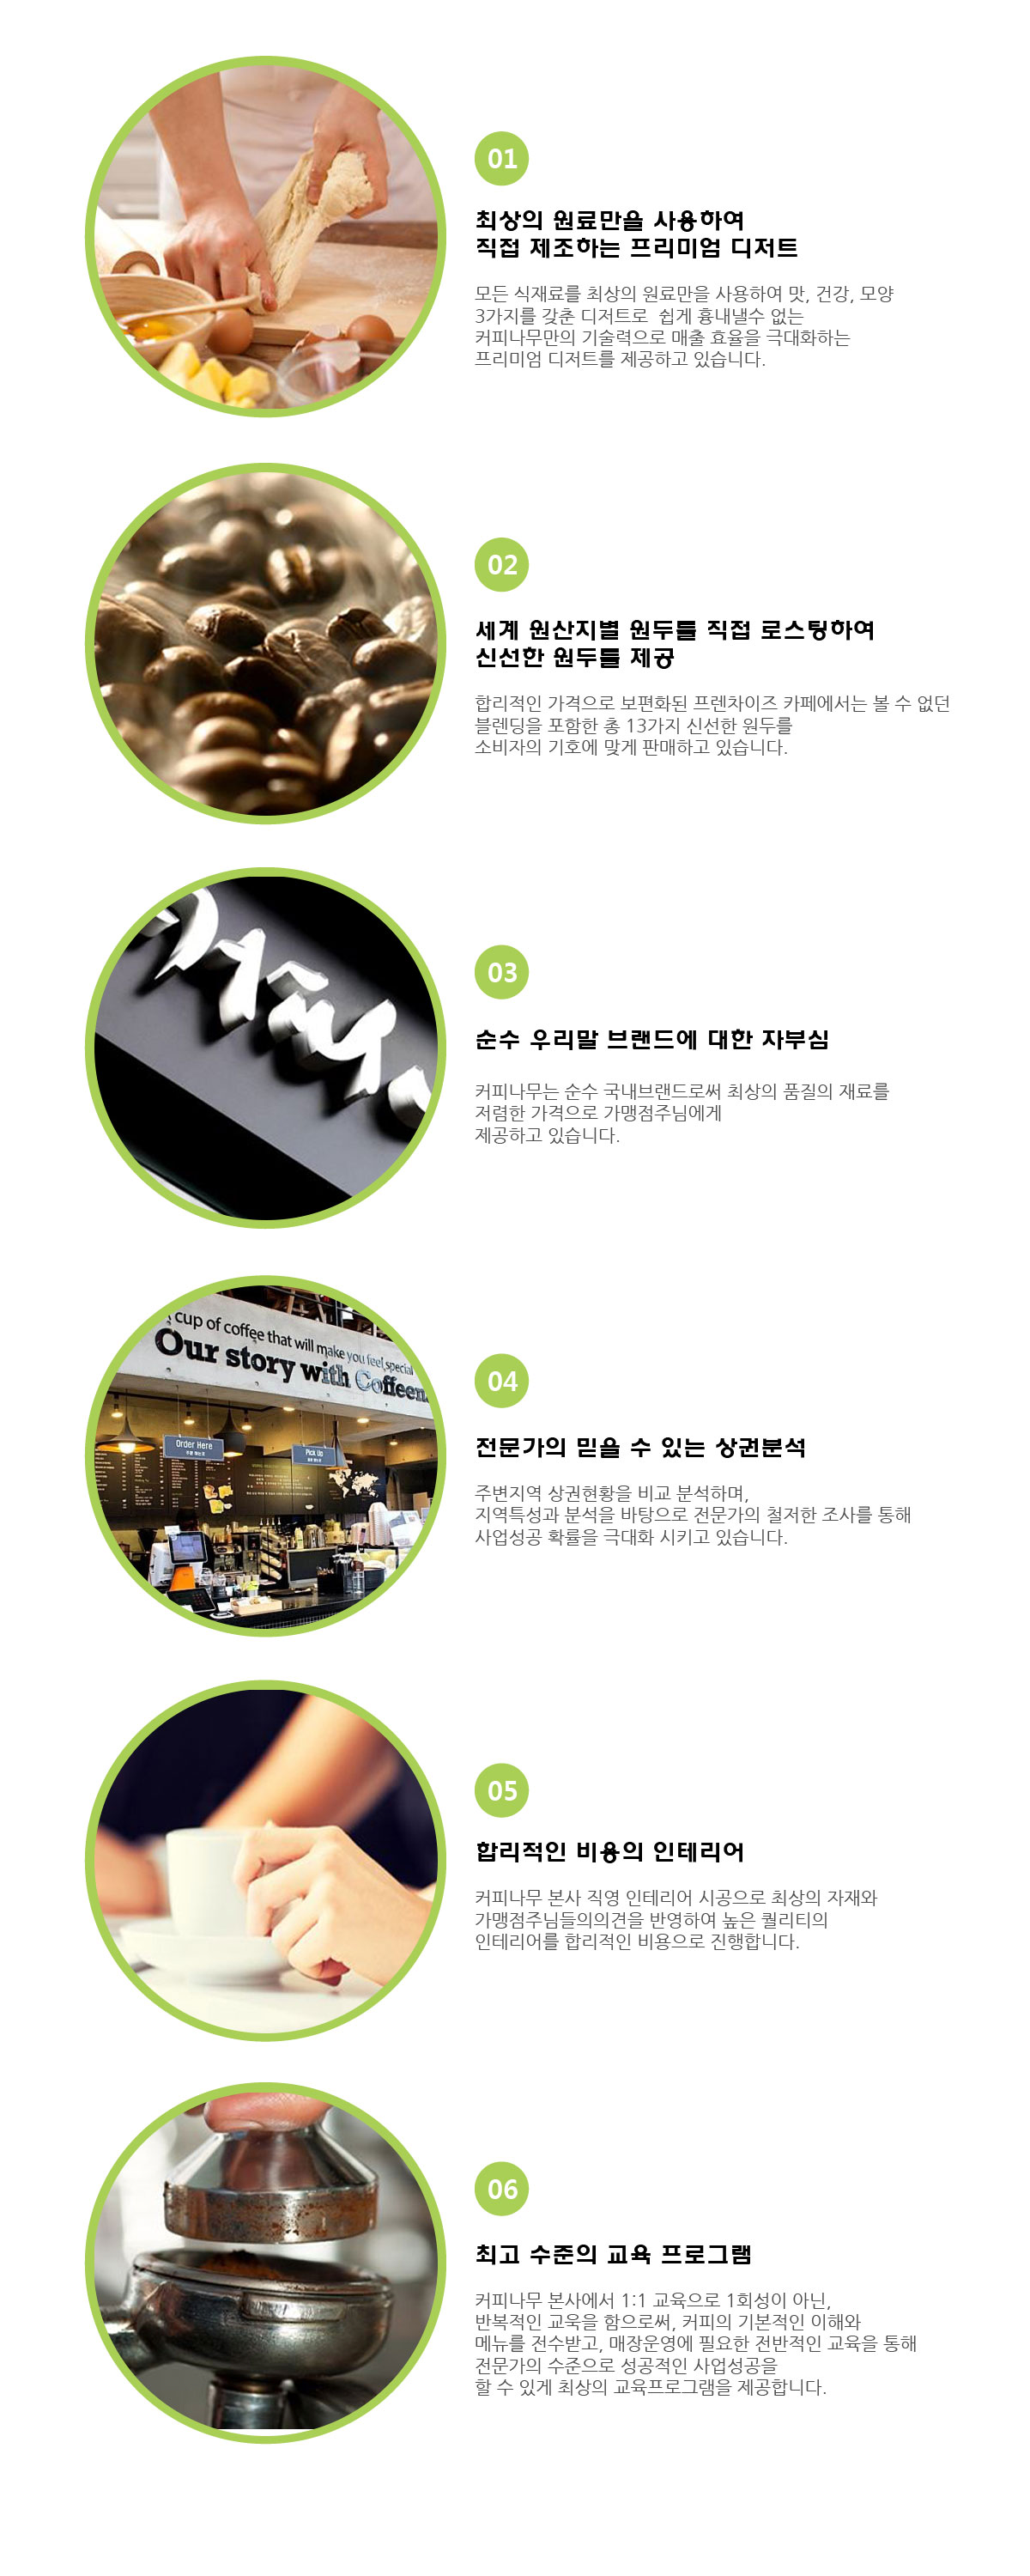 01
최상의 원료만을 사용하여
직접 제조하는 프리미엄 디저트
모든 식재료를 최상의 원료만을 사용하여 맛, 건강, 모양
3가지를 갖춘 디저트로 쉽게 흉내낼수 없는
커피나무만의 기술력으로 매출 효율을 극대화하는
프리미엄 디저트를 제공하고 있습니다.
02
세계 원산지별 원두를 직접 로스팅하여
신선한 원두를 제공
합리적인 가격으로 보편화된 프렌차이즈 카페에서는 볼 수 없던
블렌딩을 포함한 총 13가지 신선한 원두를
소비자의 기호에 맞게 판매하고 있습니다.
03
순수 우리말 브랜드에 대한 자부심
커피나무는 순수 국내브랜드로써 최상의 품질의 재료를
저렴한 가격으로 가맹점주님에게
제공하고 있습니다.
cup of coffee that will make you feel special
Our story with Coffeen
Order Here
Pick Up
04
전문가의 믿을 수 있는 상권분석
주변지역 상권현황을 비교 분석하며,
지역특성과 분석을 바탕으로 전문가의 철저한 조사를 통해
사업성공 확률을 극대화 시키고 있습니다.
05
합리적인 비용의 인테리어
커피나무 본사 직영 인테리어 시공으로 최상의 자재와
가맹점주님들의의견을 반영하여 높은 퀄리티의
인테리어를 합리적인 비용으로 진행합니다.
06
최고 수준의 교육 프로그램
커피나무 본사에서 1:1 교육으로 1회성이 아닌,
반복적인 교욱을 함으로써, 커피의 기본적인 이해와
메뉴를 전수받고, 매장운영에 필요한 전반적인 교육을 통해
전문가의 수준으로 성공적인 사업성공을
할 수 있게 최상의 교육프로그램을 제공합니다.